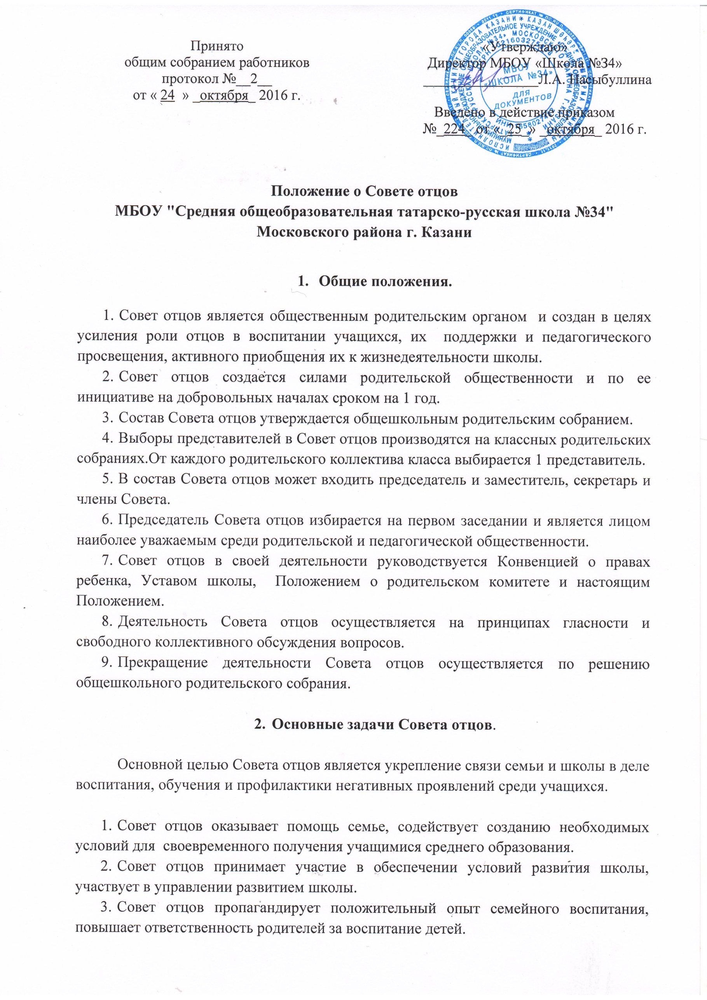 Принято
общим собранием работников
протокол №__2__
от « 24 » _октября_ 2016 г.
«Утверждаю»
Директор МБОУ «Школа №34»
________________Л.А. Насыбуллина
Введено в действие приказом
№_224_ от «_25_» _октября_ 2016 г.
МБОУ
«ШКОЛА №34»
ДЛЯ
ДОКУМЕНТОВ
Положение о Совете отцов
МБОУ "Средняя общеобразовательная татарско-русская школа №34"
Московского района г. Казани
1. Общие положения.
1. Совет отцов является общественным родительским органом и создан в целях
усиления роли отцов в воспитании учащихся, их поддержки и педагогического
просвещения, активного приобщения их к жизнедеятельности школы.
2. Совет отцов создается силами родительской общественности и по ее
инициативе на добровольных началах сроком на 1 год.
3. Состав Совета отцов утверждается общешкольным родительским собранием.
4. Выборы представителей в Совет отцов производятся на классных родительских
собраниях.От каждого родительского коллектива класса выбирается 1 представитель.
5. В состав Совета отцов может входить председатель и заместитель, секретарь и
члены Совета.
6. Председатель Совета отцов избирается на первом заседании и является лицом
наиболее уважаемым среди родительской и педагогической общественности.
7. Совет отцов в своей деятельности руководствуется Конвенцией о правах
ребенка, Уставом школы, Положением о родительском комитете и настоящим
Положением.
8. Деятельность Совета отцов осуществляется на принципах гласности и
свободного коллективного обсуждения вопросов.
9. Прекращение деятельности Совета отцов осуществляется по решению
общешкольного родительского собрания.
2. Основные задачи Совета отцов.
Основной целью Совета отцов является укрепление связи семьи и школы в деле
воспитания, обучения и профилактики негативных проявлений среди учащихся.
1. Совет отцов оказывает помощь семье, содействует созданию необходимых
условий для своевременного получения учащимися среднего образования.
2. Совет отцов принимает участие в обеспечении условий развития школы,
участвует в управлении развитием школы.
3. Совет отцов пропагандирует положительный опыт семейного воспитания,
повышает ответственность родителей за воспитание детей.